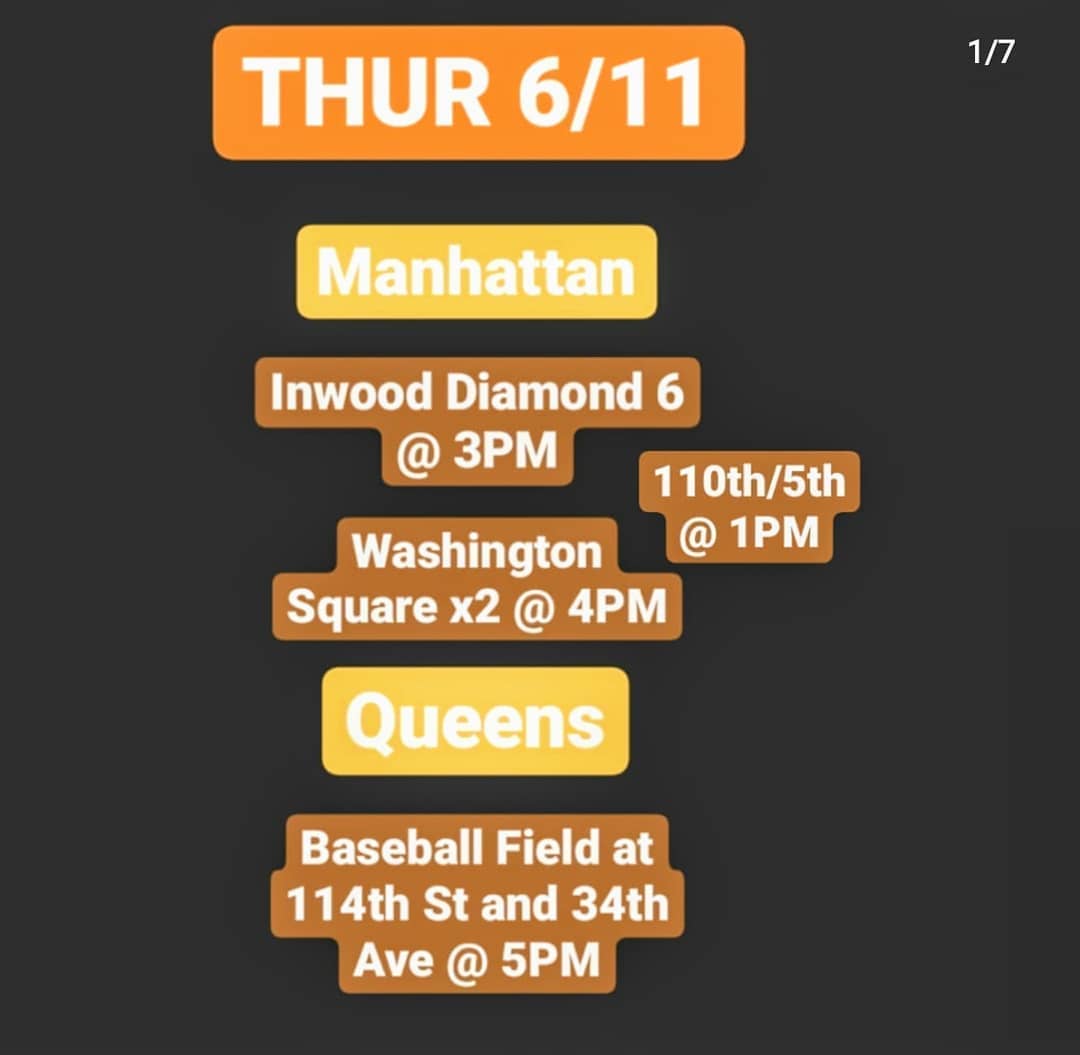 THUR 6/11
1/7
Manhattan
Inwood Diamond 6
@ 3PM
110th/5th
@ 1PM
Washington
Square x2 @ 4PM
Queens
Baseball Field at
114th St and 34th
Ave @ 5PM